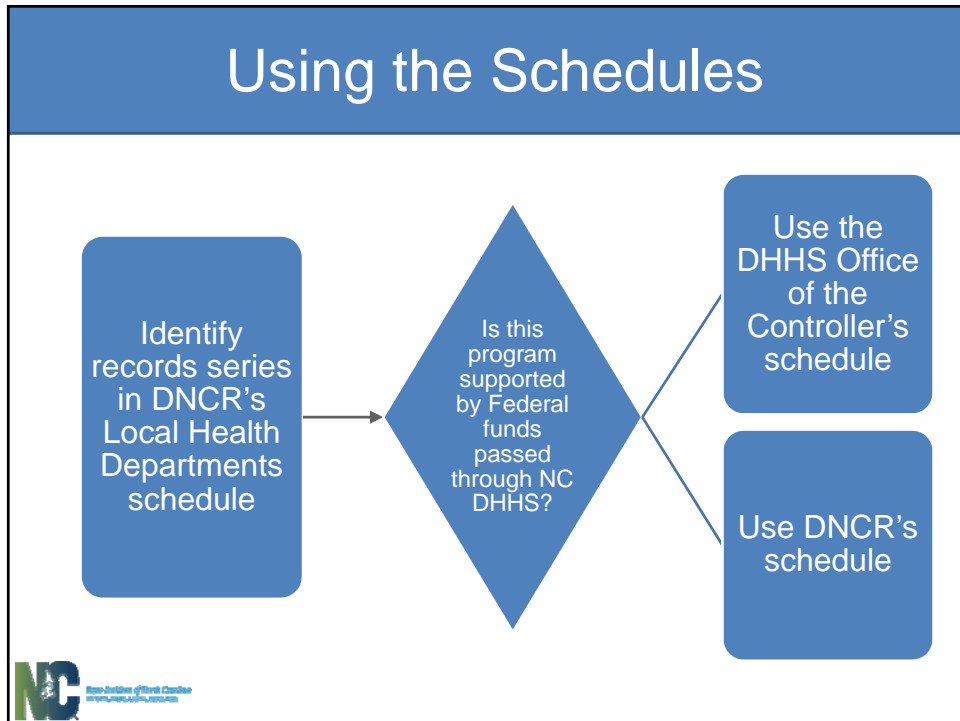 Using the Schedules
Identify
records series
in DNCR's
Local Health
Departments
schedule
Is this
program
supported
by Federal
funds
passed
through NC
DHHS?
Use the
DHHS Office
of the
Controller's
schedule
Use DNCR's
schedule
NC